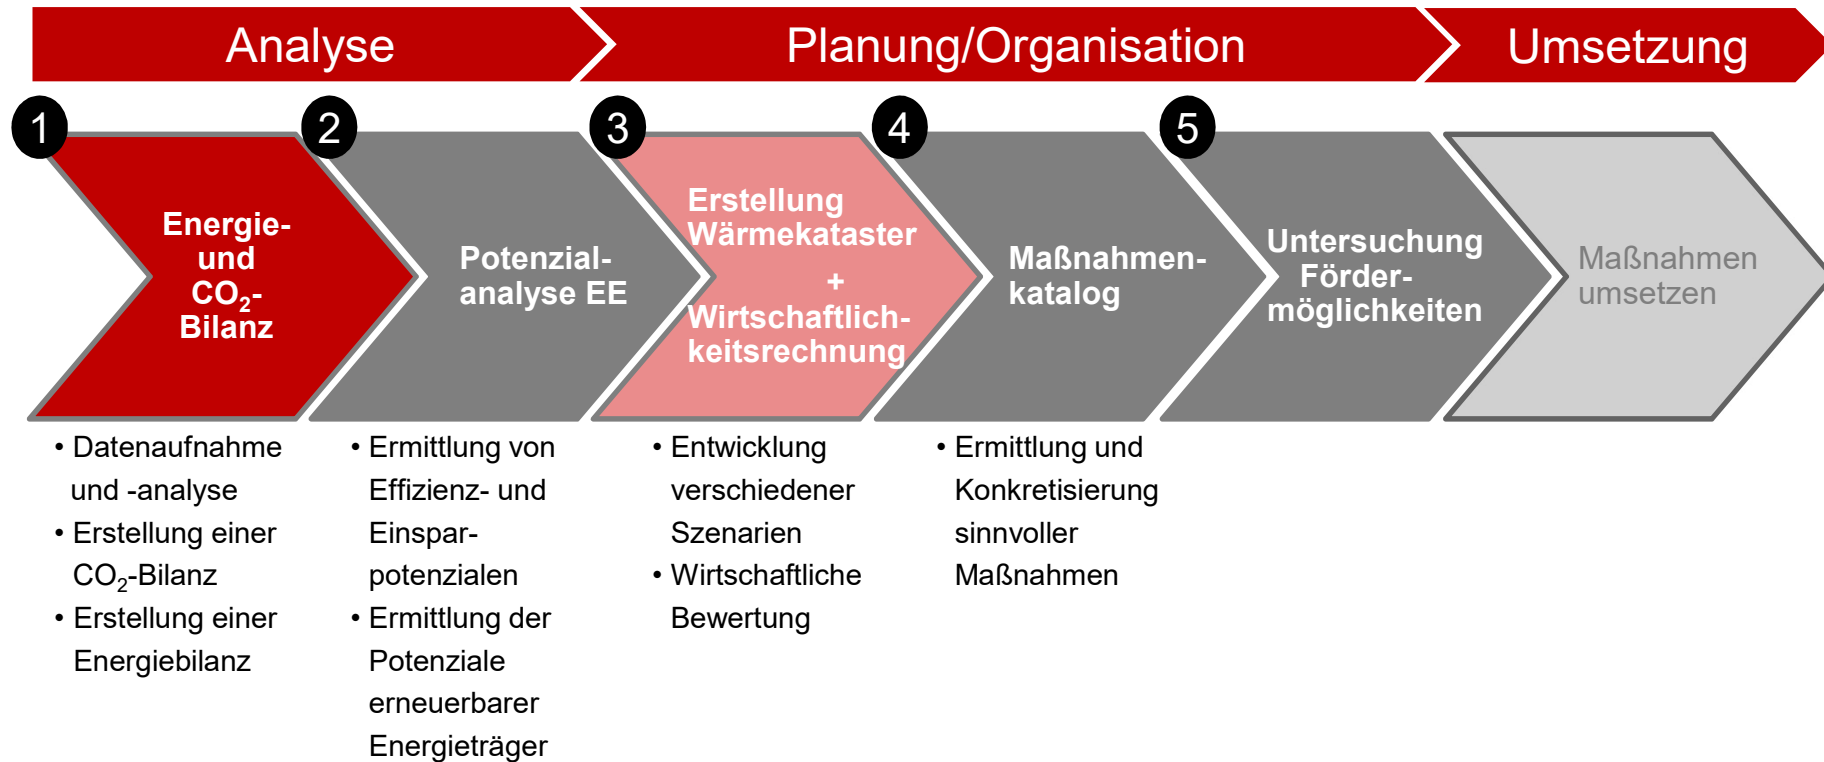 Analyse
Planung/Organisation
Umsetzung
1
Energie-
und
CO₂-
Bilanz
2
Potenzial-
analyse EE
3
Erstellung
Wärmekataster
+
Wirtschaftlich-
keitsrechnung
4
Maßnahmen-
katalog
5
Untersuchung
Förder-
möglichkeiten
Maßnahmen
umsetzen
• Datenaufnahme
und -analyse
• Erstellung einer
CO₂-Bilanz
• Erstellung einer
Energiebilanz
• Ermittlung von
Effizienz- und
Einspar-
potenzialen
• Ermittlung der
Potenziale
erneuerbarer
Energieträger
• Entwicklung
verschiedener
Szenarien
• Wirtschaftliche
Bewertung
• Ermittlung und
Konkretisierung
sinnvoller
Maßnahmen